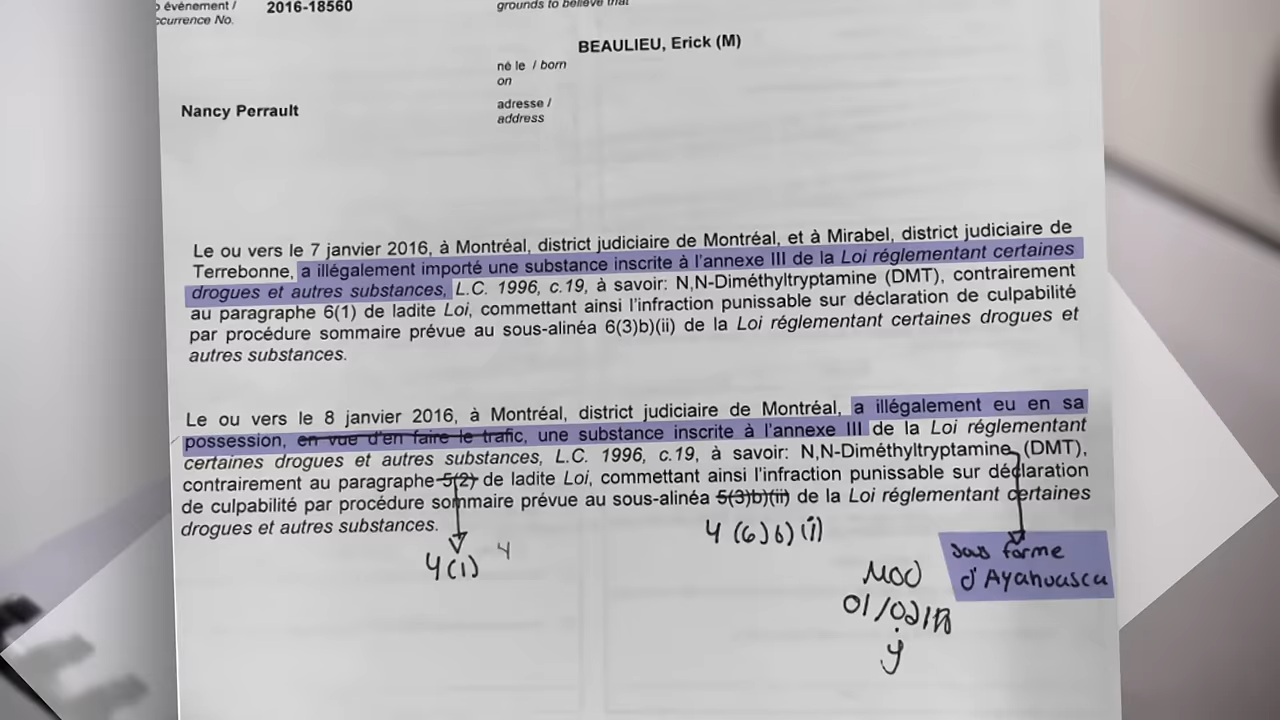 événement /
ccurrence No.
2016-18560
grounds to believe that
BEAULIEU, Erick (M)
né le / born
on
Nancy Perrault
adresse /
address
Le ou vers le 7 janvier 2016, à Montréal, district judiciaire de Montréal, et à Mirabel, district judiciaire de
Terrebonne, a illégalement importé une substance inscrite à l'annexe III de la Loi réglementant certaines
drogues et autres substances, L.C. 1996, c.19, à savoir: N,N-Diméthyltryptamine (DMT), contrairement
au paragraphe 6(1) de ladite Loi, commettant ainsi l'infraction punissable sur déclaration de culpabilité
par procédure sommaire prévue au sous-alinéa 6(3)b)(ii) de la Loi réglementant certaines drogues et
autres substances.
Le ou vers le 8 janvier 2016, à Montréal, district judiciaire de Montréal, a illégalement eu en sa
possession, en vue d'en faire le trafic, une substance inscrite à l'annexe III de la Loi réglementant
certaines drogues et autres substances, L.C. 1996, c.19, à savoir: N,N-Diméthyltryptamine (DMT),
contrairement au paragraphe 5(2) de ladite Loi, commettant ainsi l'infraction punissable sur déclaration
de culpabilité par procédure sommaire prévue au sous-alinéa 5(3)b)(ii) de la Loi réglementant certaines
drogues et autres substances.
4(1) 4
4(6)b)(i)
sous forme
d'Ayahuasca
MOD
01/02/18